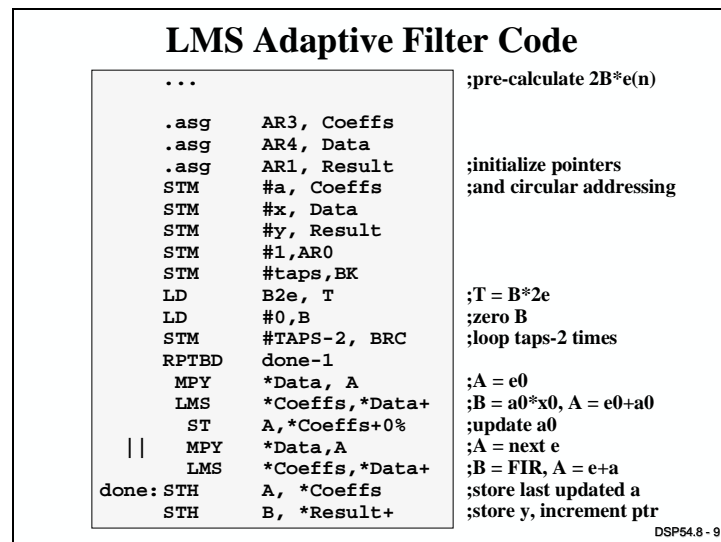 LMS Adaptive Filter Code
... ;pre-calculate 2B*e(n)
.asg AR3, Coeffs
.asg AR4, Data
.asg AR1, Result ;initialize pointers
STM #a, Coeffs ;and circular addressing
STM #x, Data
STM #y, Result
STM #1,AR0
STM #taps,BK
LD B2e, T ;T = B*2e
LD #0,B ;zero B
STM #TAPS-2, BRC ;loop taps-2 times
RPTBD done-1
MPY *Data, A ;A = e0
LMS *Coeffs,*Data+ ;B = a0*x0, A = e0+a0
ST A,*Coeffs+0% ;update a0
|| MPY *Data,A ;A = next e
LMS *Coeffs,*Data+ ;B = FIR, A = e+a
done: STH A, *Coeffs ;store last updated a
STH B, *Result+ ;store y, increment ptr
DSP54.8 - 9